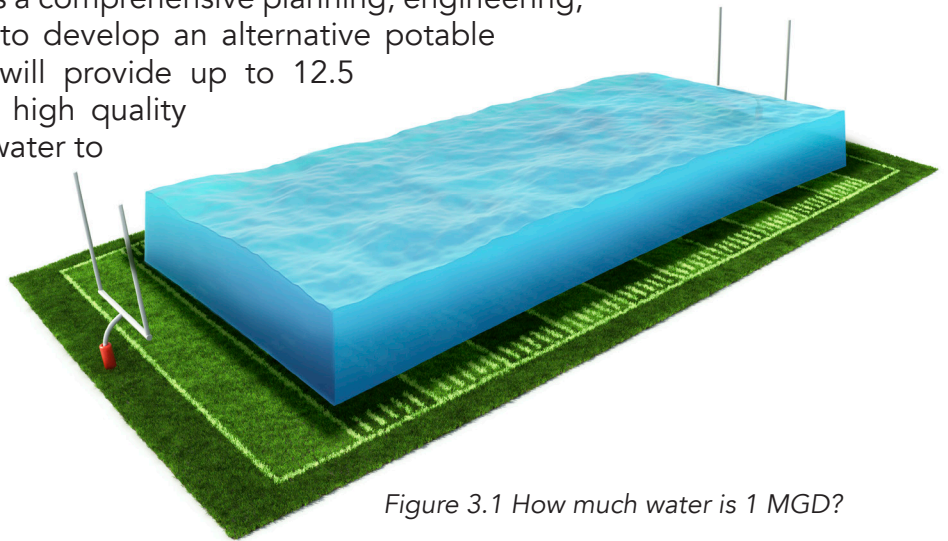 a comprehensive planning, engineering,
to develop an alternative potable
will provide up to 12.5
high quality
water to
Figure 3.1 How much water is 1 MGD?